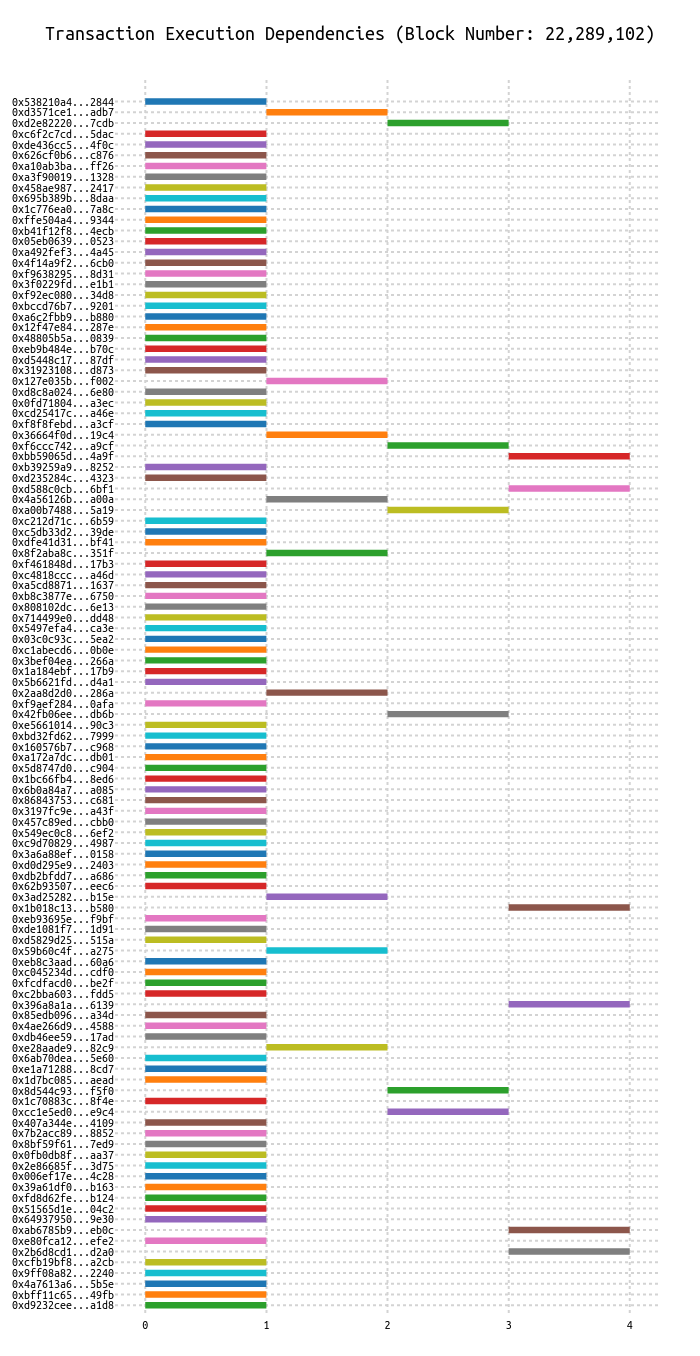 Transaction Execution Dependencies (Block Number: 22,289,102)
0x538210a4...2844
0xd3571ce1...adb7
0xd2e82220...7cdb
0xc6f2c7cd...5dac
0xde436cc5...4f0c
0x626cf0b6...c876
0xa10ab3ba...ff26
0xa3f90019...1328
0x458ae987...2417
0x695b389b...8daa
0x1c776ea0...7a8c
0xffe504a4...9344
0xb41f12f8...4ecb
0x05eb0639...0523
0xa492fef3...4a45
0x4f14a9f2...6cb0
0xf9638295...8d31
0x3f0229fd...e1b1
0xf92ec080...34d8
0xbccd76b7...9201
0xa6c2fbb9...b880
0x12f47e84...287e
0x48805b5a...0839
0xeb9b484e...b70c
0xd5448c17...87df
0x31923108...d873
0x127e035b...f002
0xd8c8a024...6e80
0x0fd71804...a3ec
0xcd25417c...a46e
0xf8f8febd...a3cf
0x36664f0d...19c4
0xf6ccc742...a9cf
0xbb59065d...4a9f
0xb39259a9...8252
0xd235284c...4323
0xd588c0cb...6bf1
0x4a56126b...a00a
0xa00b7488...5a19
0xc212d71c...6b59
0xc5db33d2...39de
0xdfe41d31...bf41
0x8f2aba8c...351f
0xf461848d...17b3
0xc4818ccc...a46d
0xa5cd8871...1637
0xb8c3877e...6750
0x808102dc...6e13
0x714499e0...dd48
0x5497efa4...ca3e
0x03c0c93c...5ea2
0xc1abecd6...0b0e
0x3bef04ea...266a
0x1a184ebf...17b9
0x5b6621fd...d4a1
0x2aa8d2d0...286a
0xf9aef284...0afa
0x42fb06ee...db6b
0xe5661014...90c3
0xbd32fd62...7999
0x160576b7...c968
0xa172a7dc...db01
0x5d8747d0...c904
0x1bc66fb4...8ed6
0x6b0a84a7...a085
0x86843753...c681
0x3197fc9e...a43f
0x457c89ed...cbb0
0x549ec0c8...6ef2
0xc9d70829...4987
0x3a6a88ef...0158
0xd0d295e9...2403
0xdb2bfdd7...a686
0x62b93507...eec6
0x3ad25282...b15e
0x1b018c13...b580
0xeb93695e...f9bf
0xde1081f7...1d91
0xd5829d25...515a
0x59b60c4f...a275
0xeb8c3aad...60a6
0xc045234d...cdf0
0xfcdfacd0...be2f
0xc2bba603...fdd5
0x396a8a1a...6139
0x85edb096...a34d
0x4ae266d9...4588
0xdb46ee59...17ad
0xe28aade9...82c9
0x6ab70dea...5e60
0xe1a71288...8cd7
0x1d7bc085...aead
0x8d544c93...f5f0
0x1c70883c...8f4e
0xcc1e5ed0...e9c4
0x407a344e...4109
0x7b2acc89...8852
0x8bf59f61...7ed9
0x0fb0db8f...aa37
0x2e86685f...3d75
0x006ef17e...4c28
0x39a61df0...b163
0xfd8d62fe...b124
0x51565d1e...04c2
0x64937950...9e30
0xab6785b9...eb0c
0xe80fca12...efe2
0x2b6d8cd1...d2a0
0xcfb19bf8...a2cb
0x9ff08a82...2240
0x4a7613a6...5b5e
0xbff11c65...49fb
0xd9232cee...a1d8
0 1 2 3 4